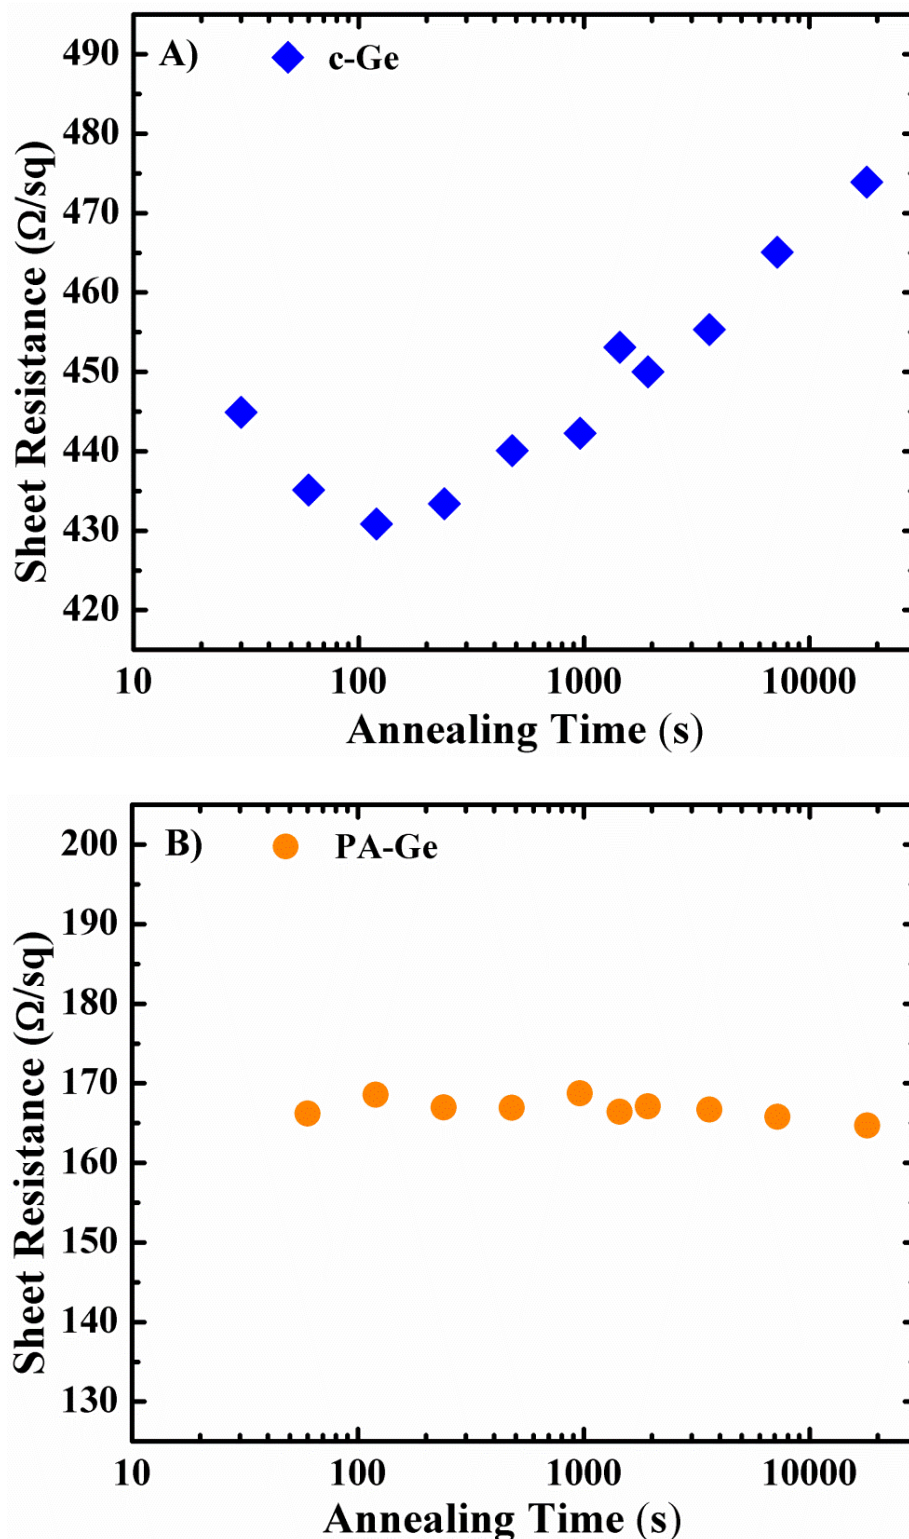 A)
c-Ge
490
480
470
460
450
440
430
420
Sheet Resistance (Ω/sq)
10 100 1000 10000
Annealing Time (s)
B)
PA-Ge
200
190
180
170
160
150
140
130
Sheet Resistance (Ω/sq)
10 100 1000 10000
Annealing Time (s)